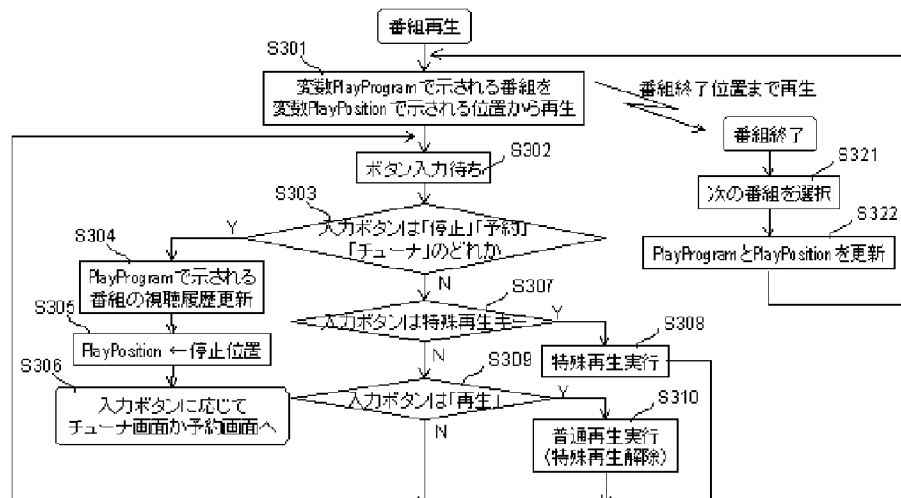 番組再生
S301
変数PlayProgramで示される番組を
変数PlayPositionで示される位置から再生
番組終了位置まで再生
番組終了
S302
ボタン入力待ち
S321
次の番組を選択
S303
入力ボタンは「停止」「予約」
「チューナ」のどれか
Y
N
S322
PlayProgramとPlayPositionを更新
S304
PlayProgramで示される
番組の視聴履歴更新
S307
入力ボタンは特殊再生キー
Y
N
S305
PlayPosition ←停止位置
S308
特殊再生実行
S306
入力ボタンに応じて
チューナ画面か予約画面へ
S309
入力ボタンは「再生」
Y
N
S310
普通再生実行
(特殊再生解除)